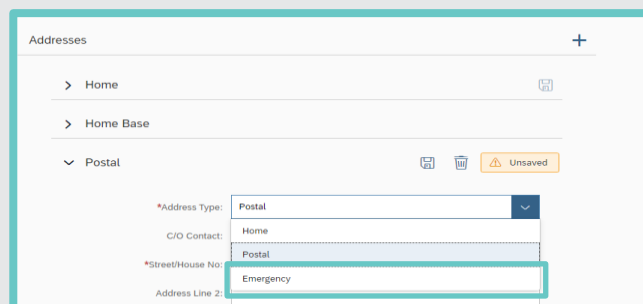 Addresses
Home
Home Base
Postal
Unsaved
*Address Type: Postal
Home
C/O Contact:
Postal
*Street/House No:
Emergency
Address Line 2: